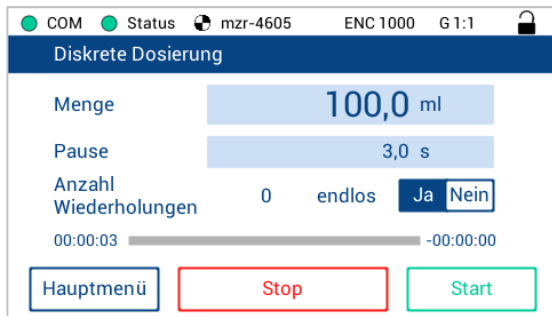 COM Status mzr-4605 ENC 1000 G 1:1
Diskrete Dosierung
Menge 100,0 ml
Pause 3,0 s
Anzahl
Wiederholungen 0 endlos Ja Nein
00:00:03 -00:00:00
Hauptmenü Stop Start